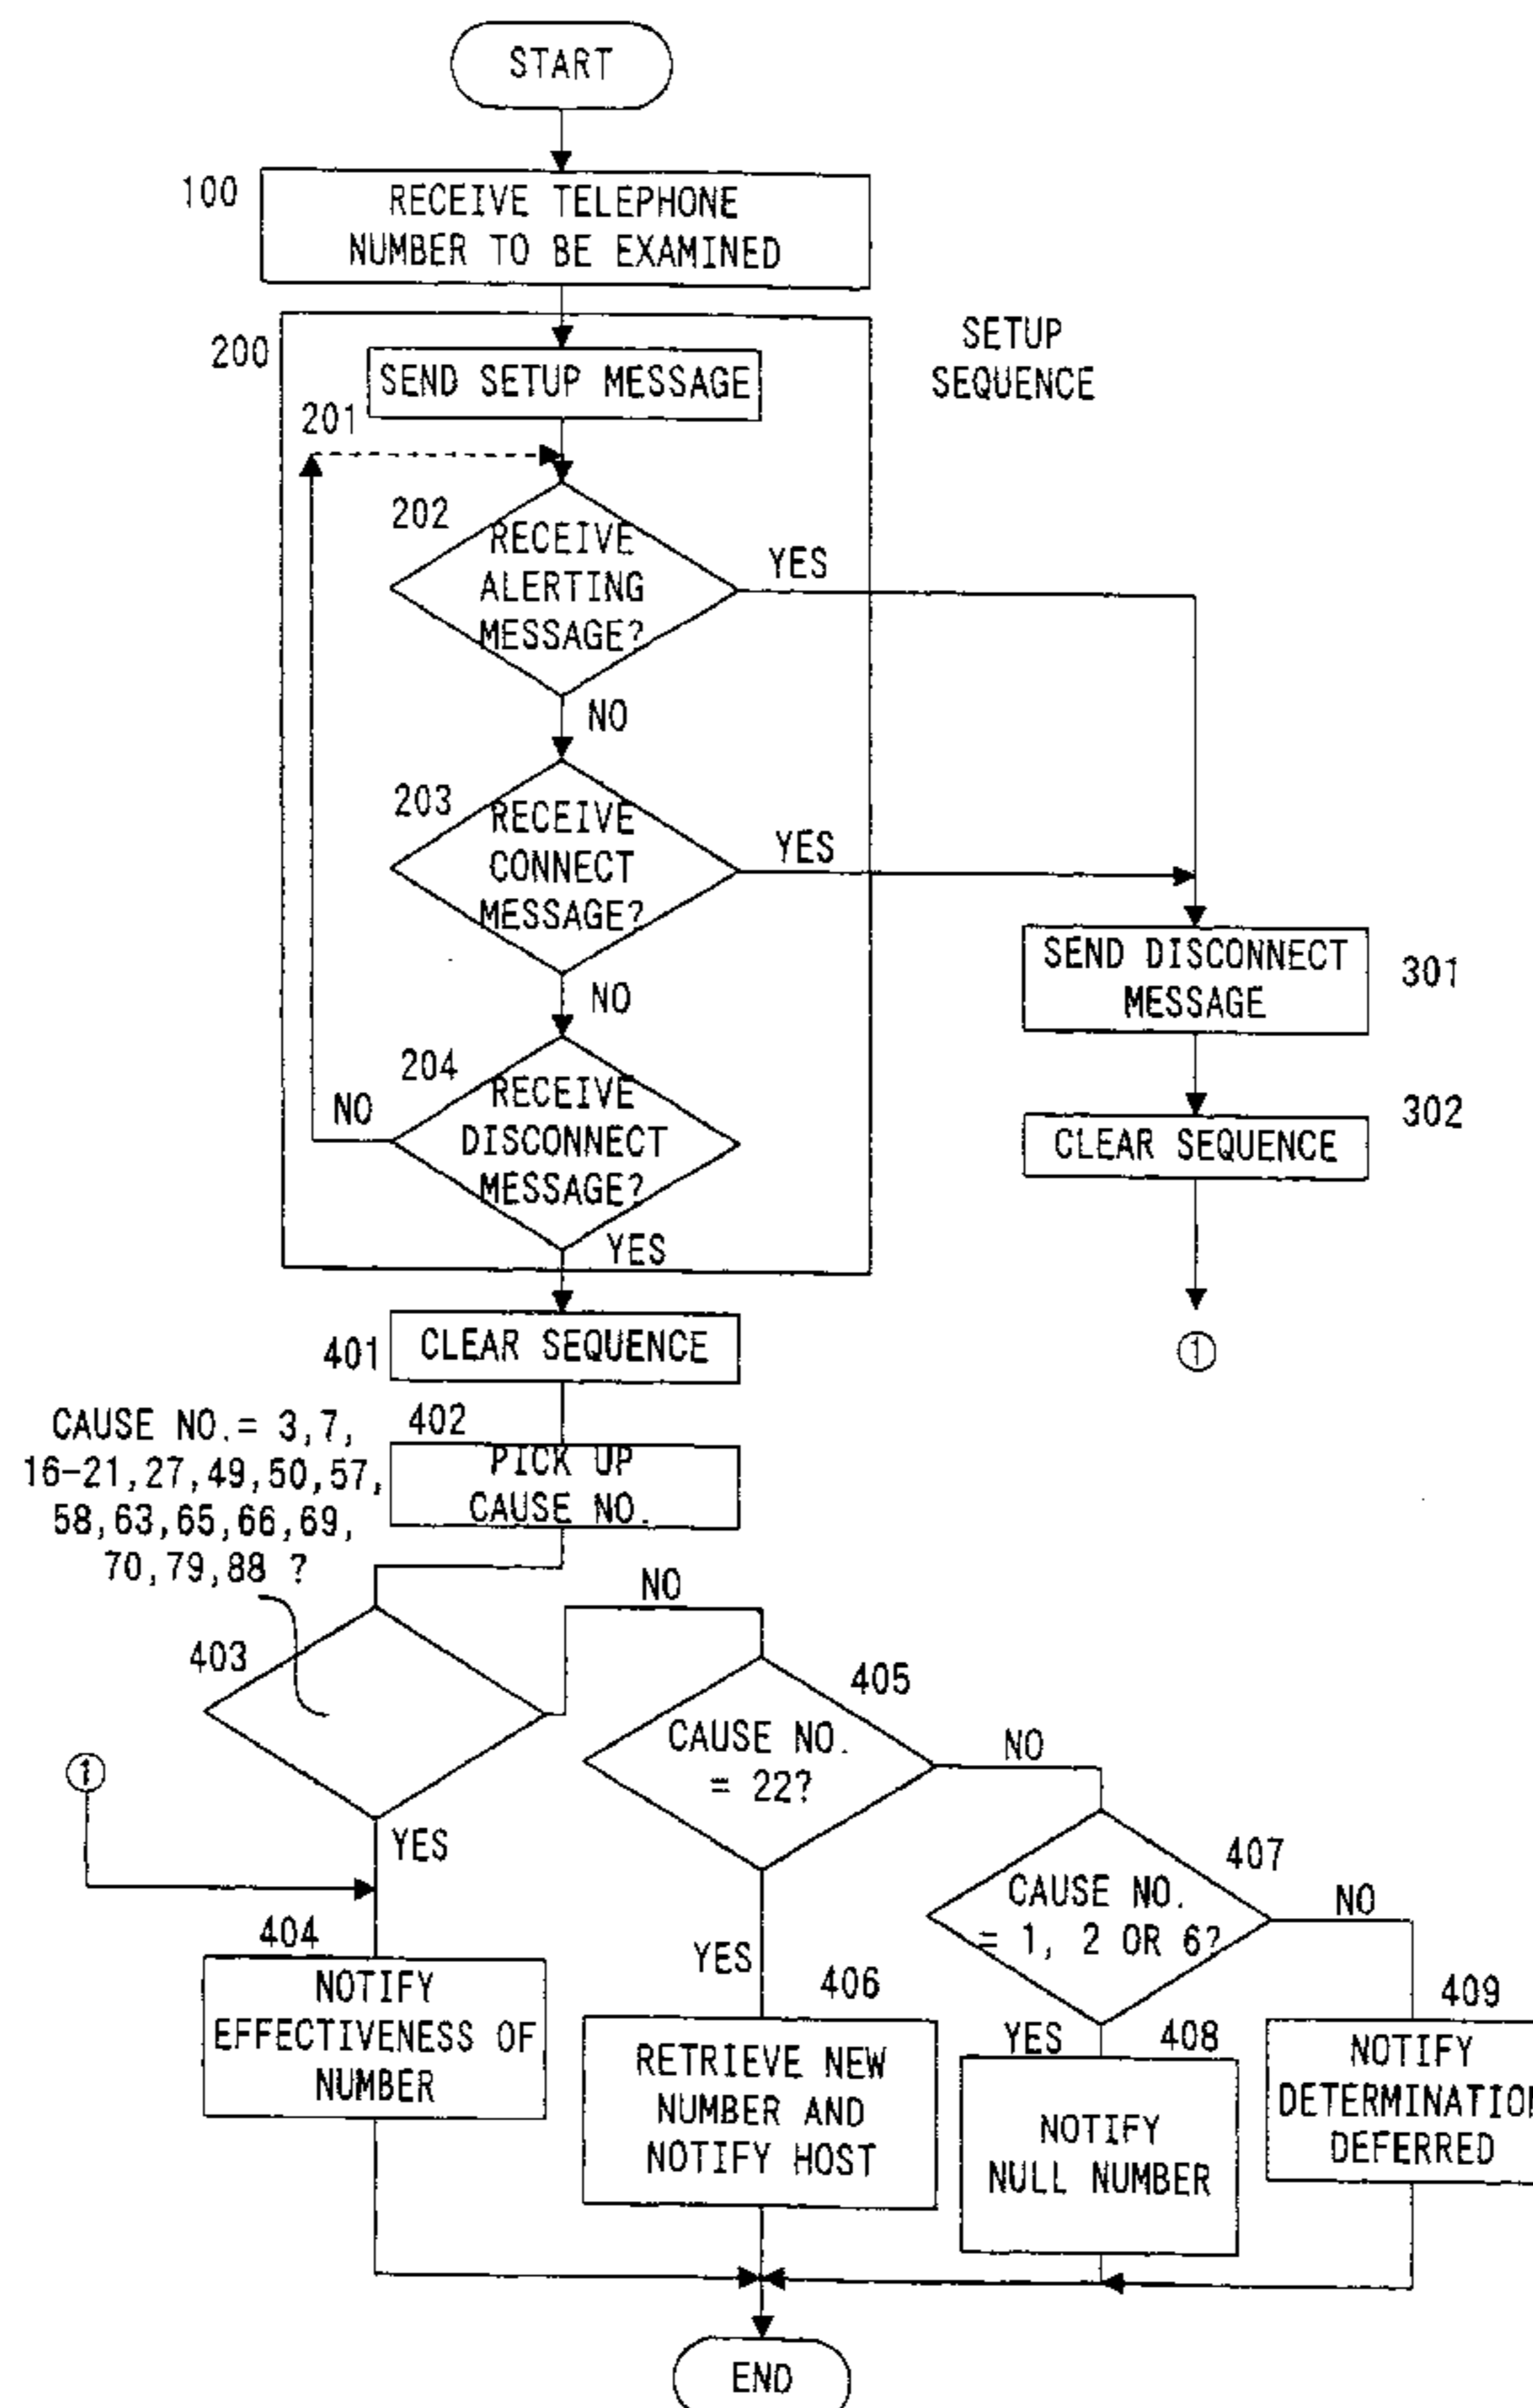 START
100
RECEIVE TELEPHONE
NUMBER TO BE EXAMINED
200
SETUP
SEQUENCE
SEND SETUP MESSAGE
201
202
RECEIVE
ALERTING
MESSAGE?
YES
NO
203
RECEIVE
CONNECT
MESSAGE?
YES
NO
SEND DISCONNECT
MESSAGE
301
204
RECEIVE
DISCONNECT
MESSAGE?
NO
YES
302
CLEAR SEQUENCE
①
401
CLEAR SEQUENCE
402
PICK UP
CAUSE NO.
CAUSE NO.= 3,7,
16-21,27,49,50,57,
58,63,65,66,69,
70,79,88 ?
403
NO
YES
①
405
CAUSE NO.
= 22?
NO
YES
407
CAUSE NO.
= 1, 2 OR 6?
NO
YES
404
NOTIFY
EFFECTIVENESS OF
NUMBER
406
RETRIEVE NEW
NUMBER AND
NOTIFY HOST
408
NOTIFY
NULL NUMBER
409
NOTIFY
DETERMINATION
DEFERRED
END